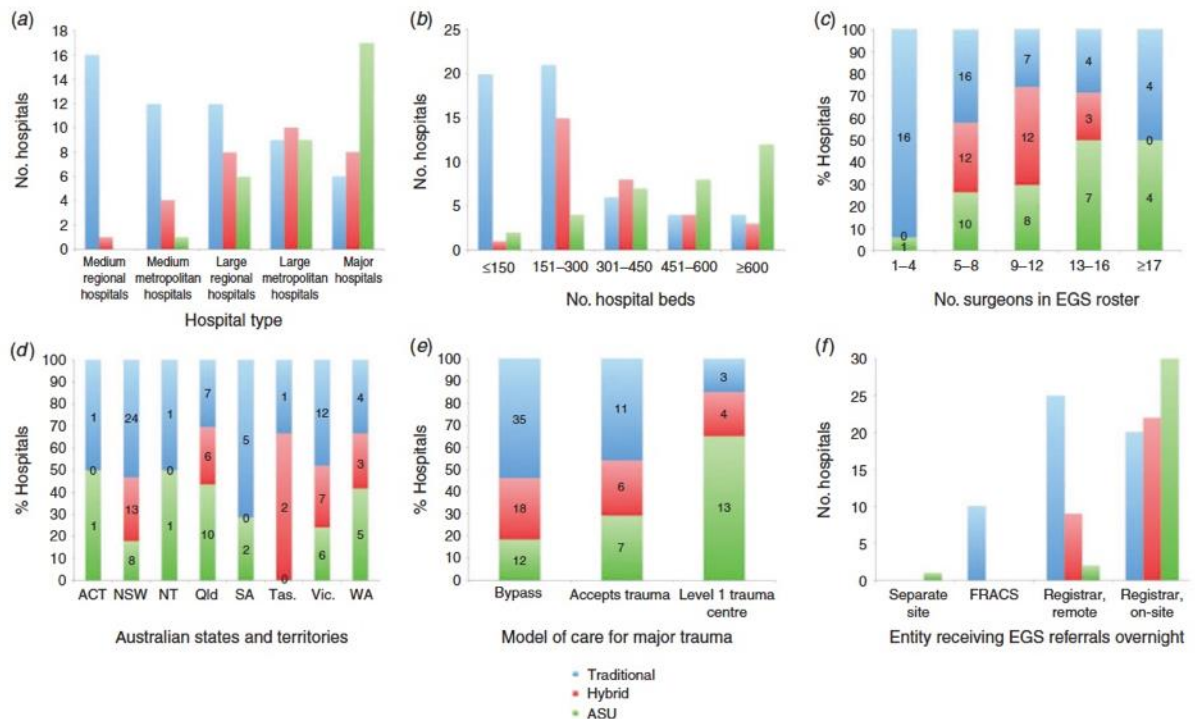 (a)
18
16
14
12
10
8
6
4
2
0
No. hospitals
Medium regional hospitals
Medium metropolitan hospitals
Large regional hospitals
Large metropolitan hospitals
Major hospitals
Hospital type
(b)
25
20
15
10
5
0
No. hospitals
≤150
151–300
301–450
451–600
≥600
No. hospital beds
(c)
100
90
80
70
60
50
40
30
20
10
0
% Hospitals
16
0
1
16
12
10
7
12
8
4
3
7
4
0
4
1–4
5–8
9–12
13–16
≥17
No. surgeons in EGS roster
(d)
100
90
80
70
60
50
40
30
20
10
0
% Hospitals
1
0
1
24
13
8
1
0
1
7
6
10
5
0
2
1
2
0
12
7
6
4
3
5
ACT
NSW
NT
Qld
SA
Tas.
Vic.
WA
Australian states and territories
(e)
100
90
80
70
60
50
40
30
20
10
0
% Hospitals
35
18
12
11
6
7
3
4
13
Bypass
Accepts trauma
Level 1 trauma centre
Model of care for major trauma
(f)
30
25
20
15
10
5
0
No. hospitals
Separate site
FRACS
Registrar, remote
Registrar, on-site
Entity receiving EGS referrals overnight
Traditional
Hybrid
ASU